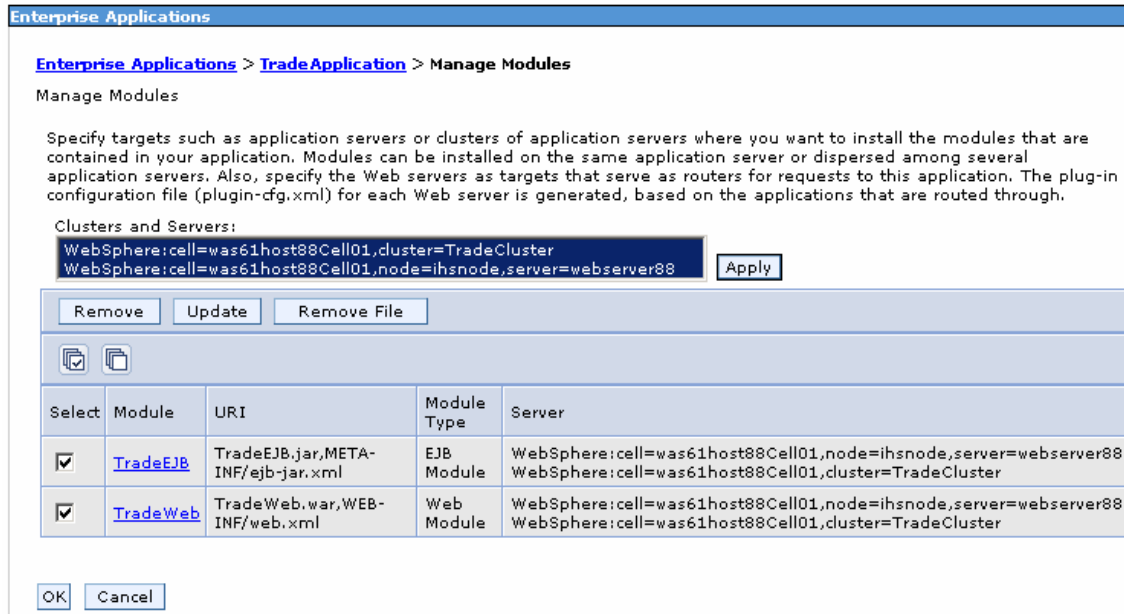 Enterprise Applications
Enterprise Applications > TradeApplication > Manage Modules
Manage Modules
Specify targets such as application servers or clusters of application servers where you want to install the modules that are
contained in your application. Modules can be installed on the same application server or dispersed among several
application servers. Also, specify the Web servers as targets that serve as routers for requests to this application. The plug-in
configuration file (plugin-cfg.xml) for each Web server is generated, based on the applications that are routed through.
Clusters and Servers:
WebSphere:cell=was61host88Cell01,cluster=TradeCluster
WebSphere:cell=was61host88Cell01,node=ihsnode,server=webserver88
Apply
Remove Update Remove File
Select Module URI Module Type Server
TradeEJB TradeEJB.jar,META- EJB WebSphere:cell=was61host88Cell01,node=ihsnode,server=webserver88
INF/ejb-jar.xml Module WebSphere:cell=was61host88Cell01,cluster=TradeCluster
TradeWeb TradeWeb.war,WEB- Web WebSphere:cell=was61host88Cell01,node=ihsnode,server=webserver88
INF/web.xml Module WebSphere:cell=was61host88Cell01,cluster=TradeCluster
OK Cancel